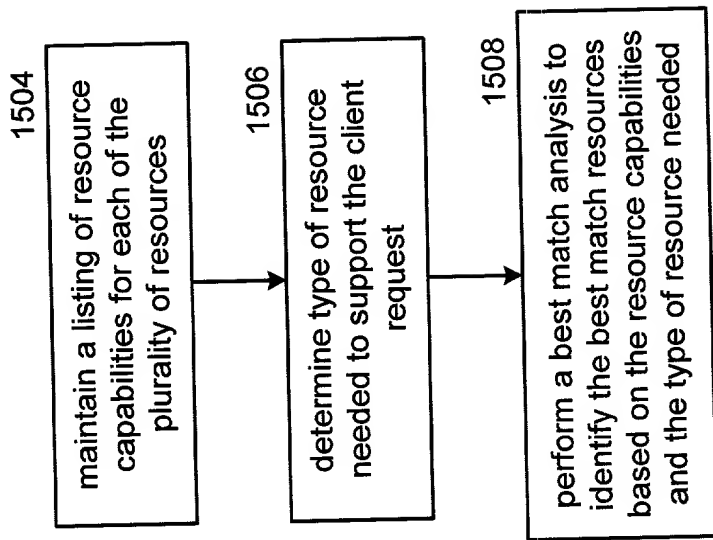 1504
maintain a listing of resource
capabilities for each of the
plurality of resources
1506
determine type of resource
needed to support the client
request
1508
perform a best match analysis to
identify the best match resources
based on the resource capabilities
and the type of resource needed